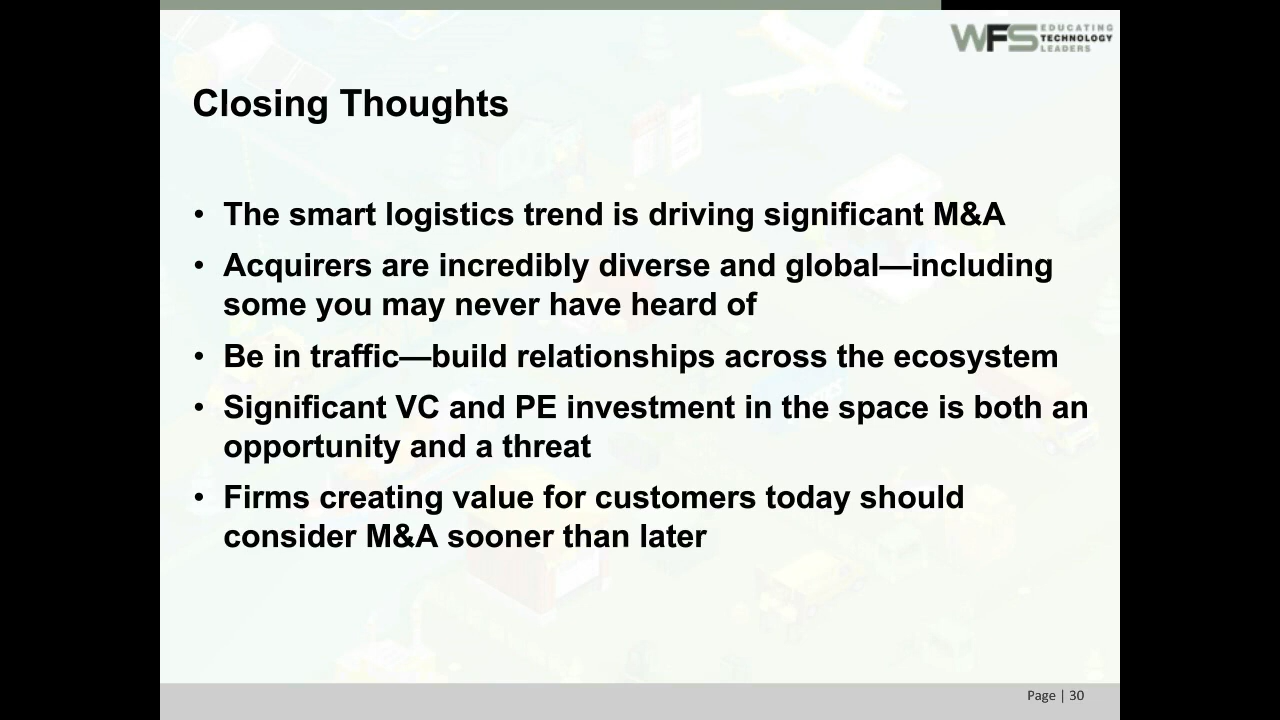 WFS EDUCATING
TECHNOLOGY
LEADERS
Closing Thoughts
• The smart logistics trend is driving significant M&A
• Acquirers are incredibly diverse and global—including
some you may never have heard of
• Be in traffic—build relationships across the ecosystem
• Significant VC and PE investment in the space is both an
opportunity and a threat
• Firms creating value for customers today should
consider M&A sooner than later
Page | 30